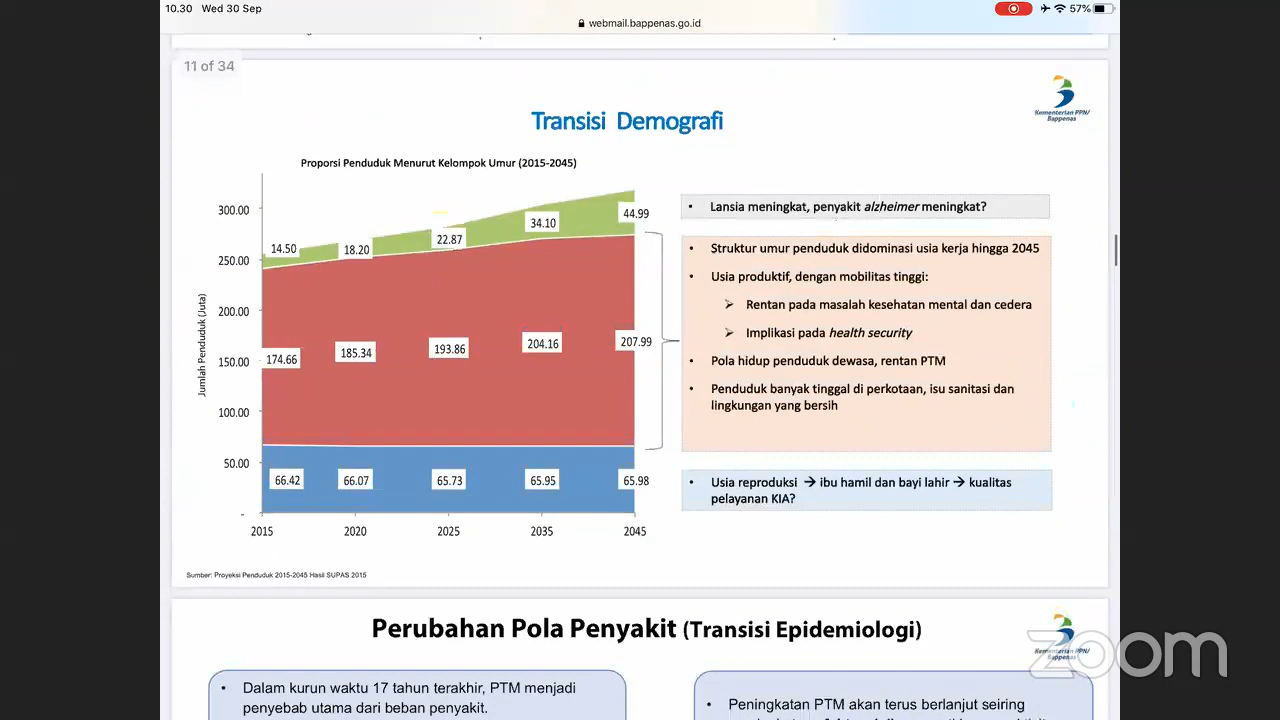 10.30 Wed 30 Sep
57%
webmail.bappenas.go.id
11 of 34
Kementerian PPN/
Bappenas
Transisi Demografi
Proporsi Penduduk Menurut Kelompok Umur (2015-2045)
Jumlah Penduduk (Juta)
300.00
250.00
200.00
150.00
100.00
50.00
-
14.50
18.20
22.87
34.10
44.99
174.66
185.34
193.86
204.16
207.99
66.42
66.07
65.73
65.95
65.98
2015
2020
2025
2035
2045
• Lansia meningkat, penyakit alzheimer meningkat?
• Struktur umur penduduk didominasi usia kerja hingga 2045
• Usia produktif, dengan mobilitas tinggi:
➢ Rentan pada masalah kesehatan mental dan cedera
➢ Implikasi pada health security
• Pola hidup penduduk dewasa, rentan PTM
• Penduduk banyak tinggal di perkotaan, isu sanitasi dan
lingkungan yang bersih
• Usia reproduksi → ibu hamil dan bayi lahir → kualitas
pelayanan KIA?
Sumber: Proyeksi Penduduk 2015-2045 Hasil SUPAS 2015
Perubahan Pola Penyakit (Transisi Epidemiologi)
Kementerian PPN/
Bappenas
zoom
• Dalam kurun waktu 17 tahun terakhir, PTM menjadi
penyebab utama dari beban penyakit.
• Peningkatan PTM akan terus berlanjut seiring